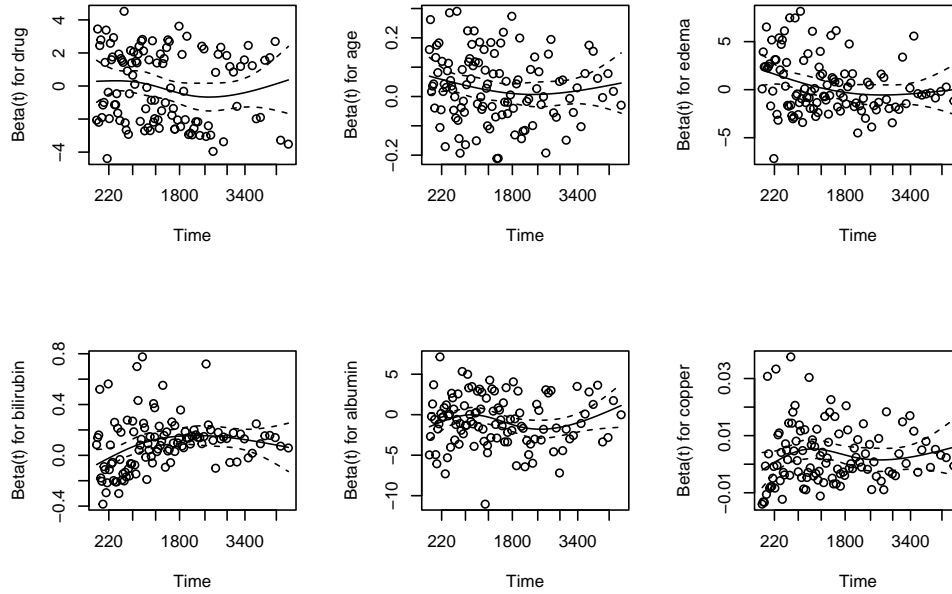 Beta(t) for drug
4
2
0
−4
220 1800 3400
Time
Beta(t) for age
0.2
0.0
−0.2
220 1800 3400
Time
Beta(t) for edema
5
0
−5
220 1800 3400
Time
Beta(t) for bilirubin
0.8
0.4
0.0
−0.4
220 1800 3400
Time
Beta(t) for albumin
5
0
−5
−10
220 1800 3400
Time
Beta(t) for copper
0.03
0.01
−0.01
220 1800 3400
Time